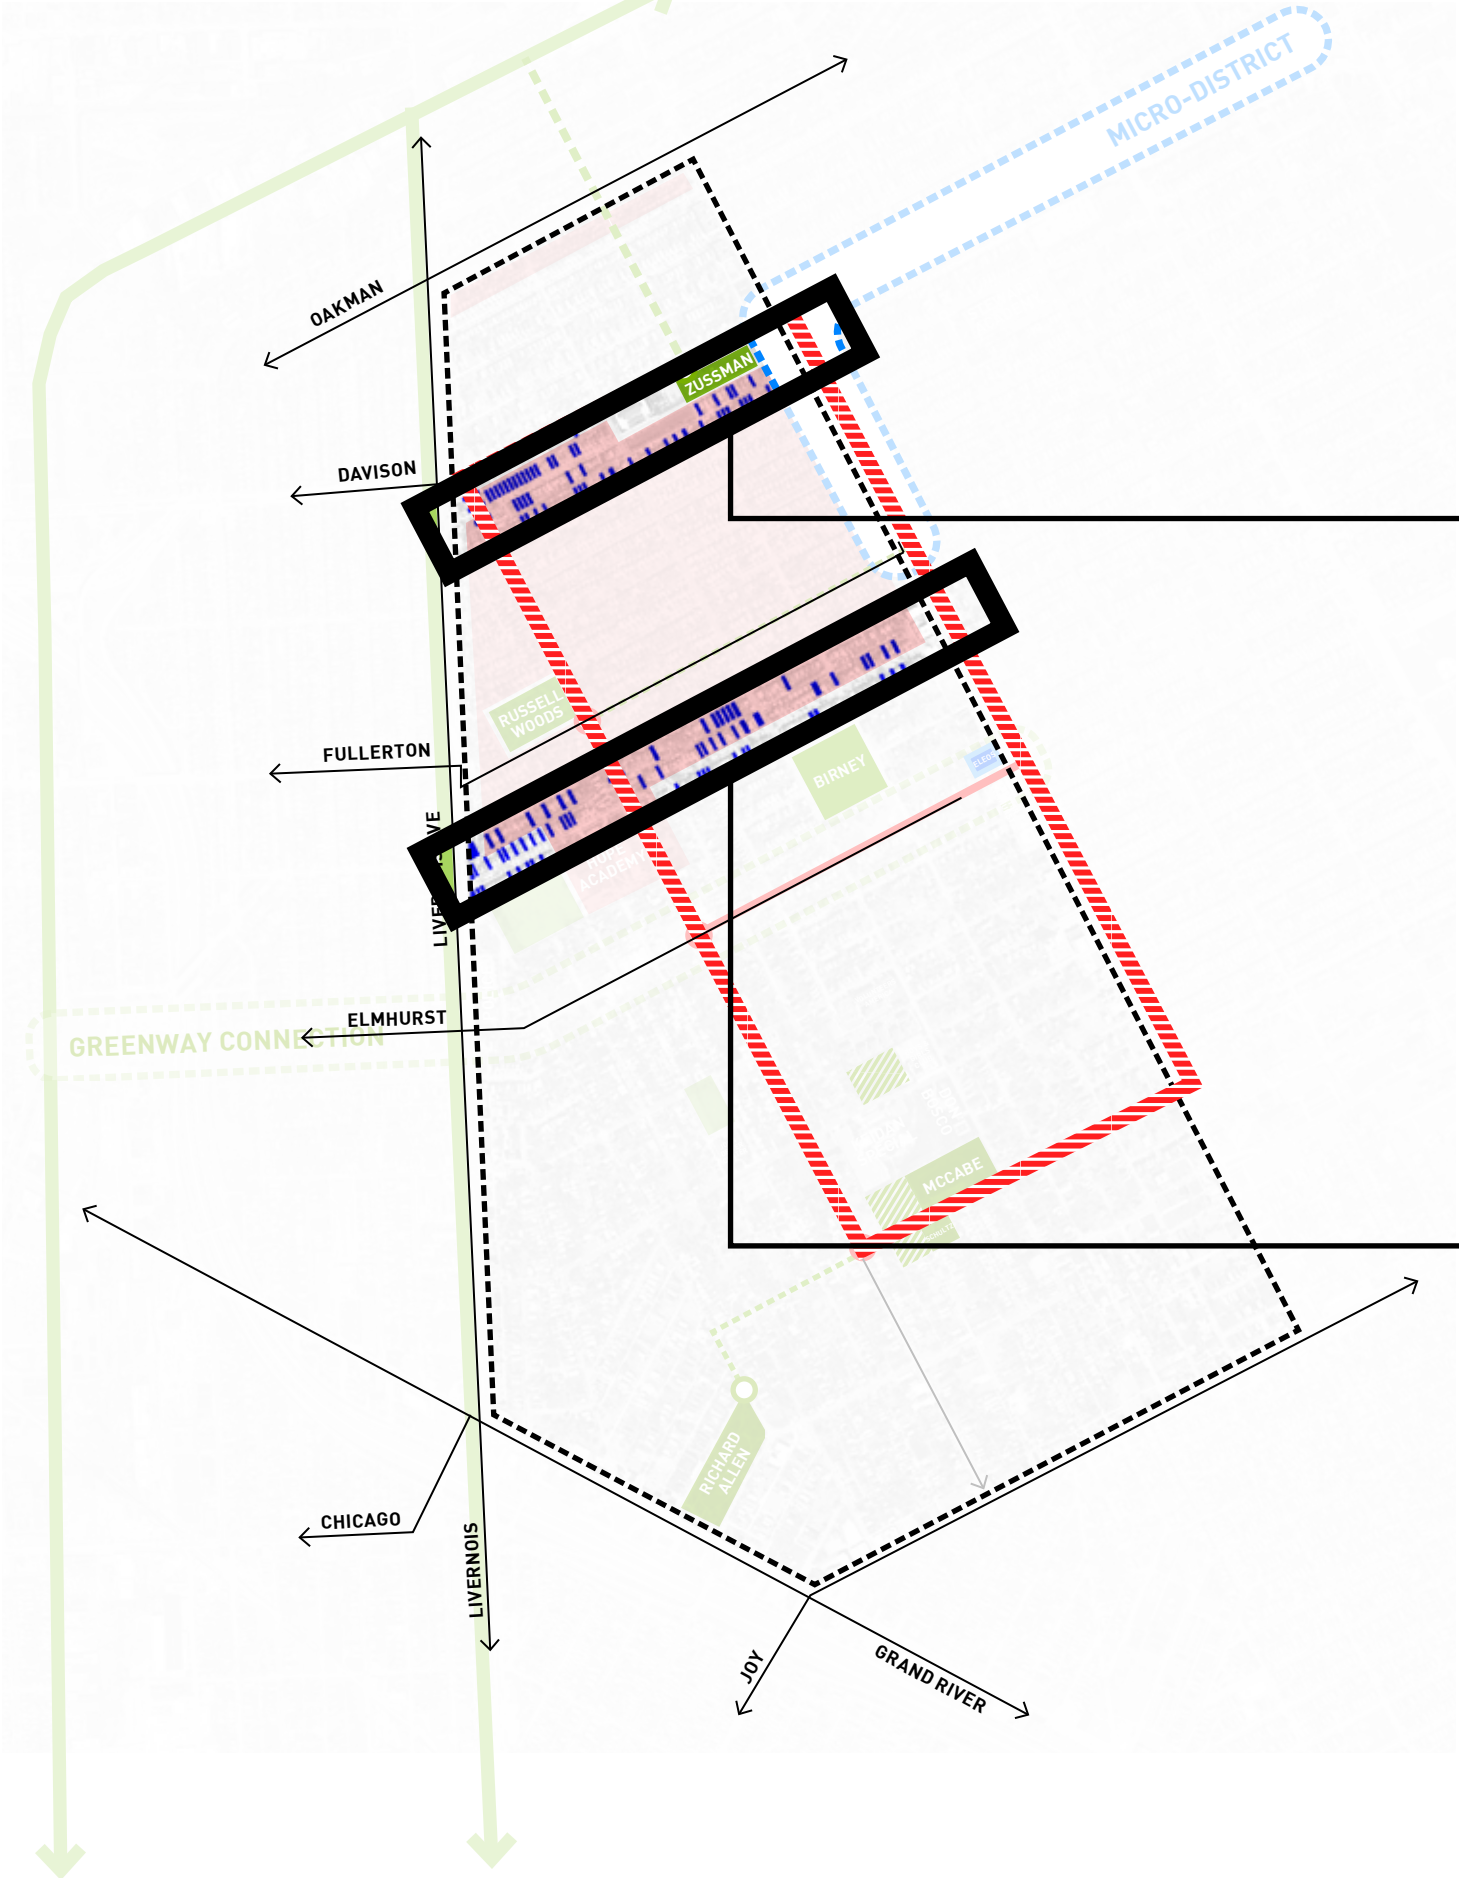 MICRO-DISTRICT
OAKMAN
ZUSSMAN
DAVISON
RUSSELL
WOODS
FULLERTON
BIRNEY
ACADEMY
ELMHURST
GREENWAY CONNECTION
MCCABE
RICHARD
ALLEN
CHICAGO
LIVERNOIS
JOY
GRAND RIVER